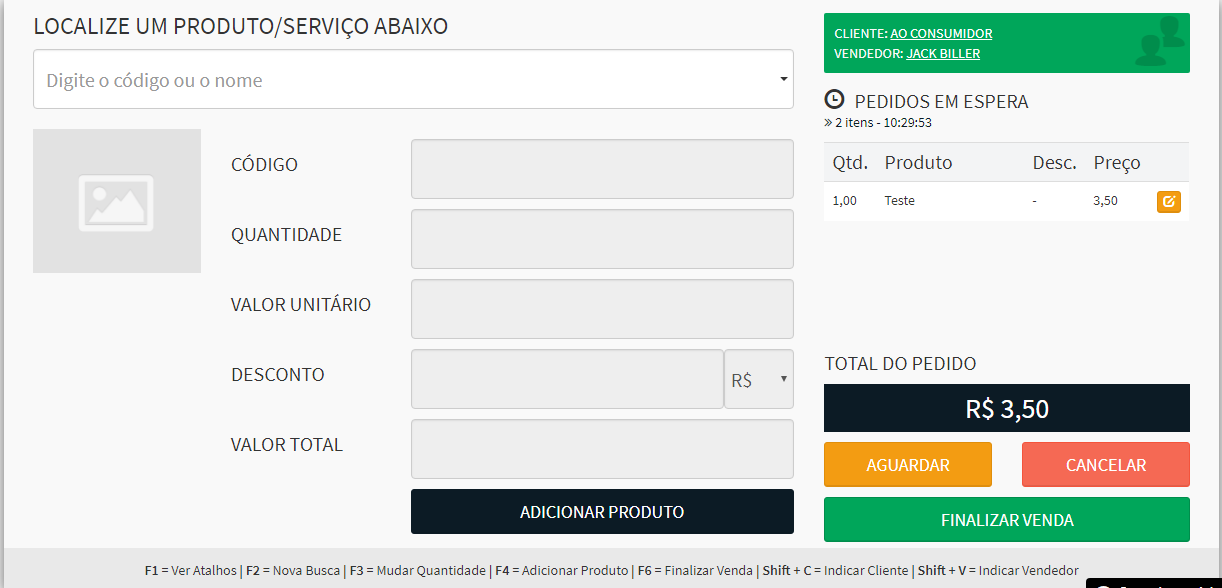 LOCALIZE UM PRODUTO/SERVIÇO ABAIXO
Digite o código ou o nome
CÓDIGO
QUANTIDADE
VALOR UNITÁRIO
DESCONTO
R$
VALOR TOTAL
ADICIONAR PRODUTO
CLIENTE: AO CONSUMIDOR
VENDEDOR: JACK BILLER
PEDIDOS EM ESPERA
» 2 itens - 10:29:53
Qtd. Produto Desc. Preço
1,00 Teste - 3,50
TOTAL DO PEDIDO
R$ 3,50
AGUARDAR CANCELAR
FINALIZAR VENDA
F1 = Ver Atalhos | F2 = Nova Busca | F3 = Mudar Quantidade | F4 = Adicionar Produto | F6 = Finalizar Venda | Shift + C = Indicar Cliente | Shift + V = Indicar Vendedor